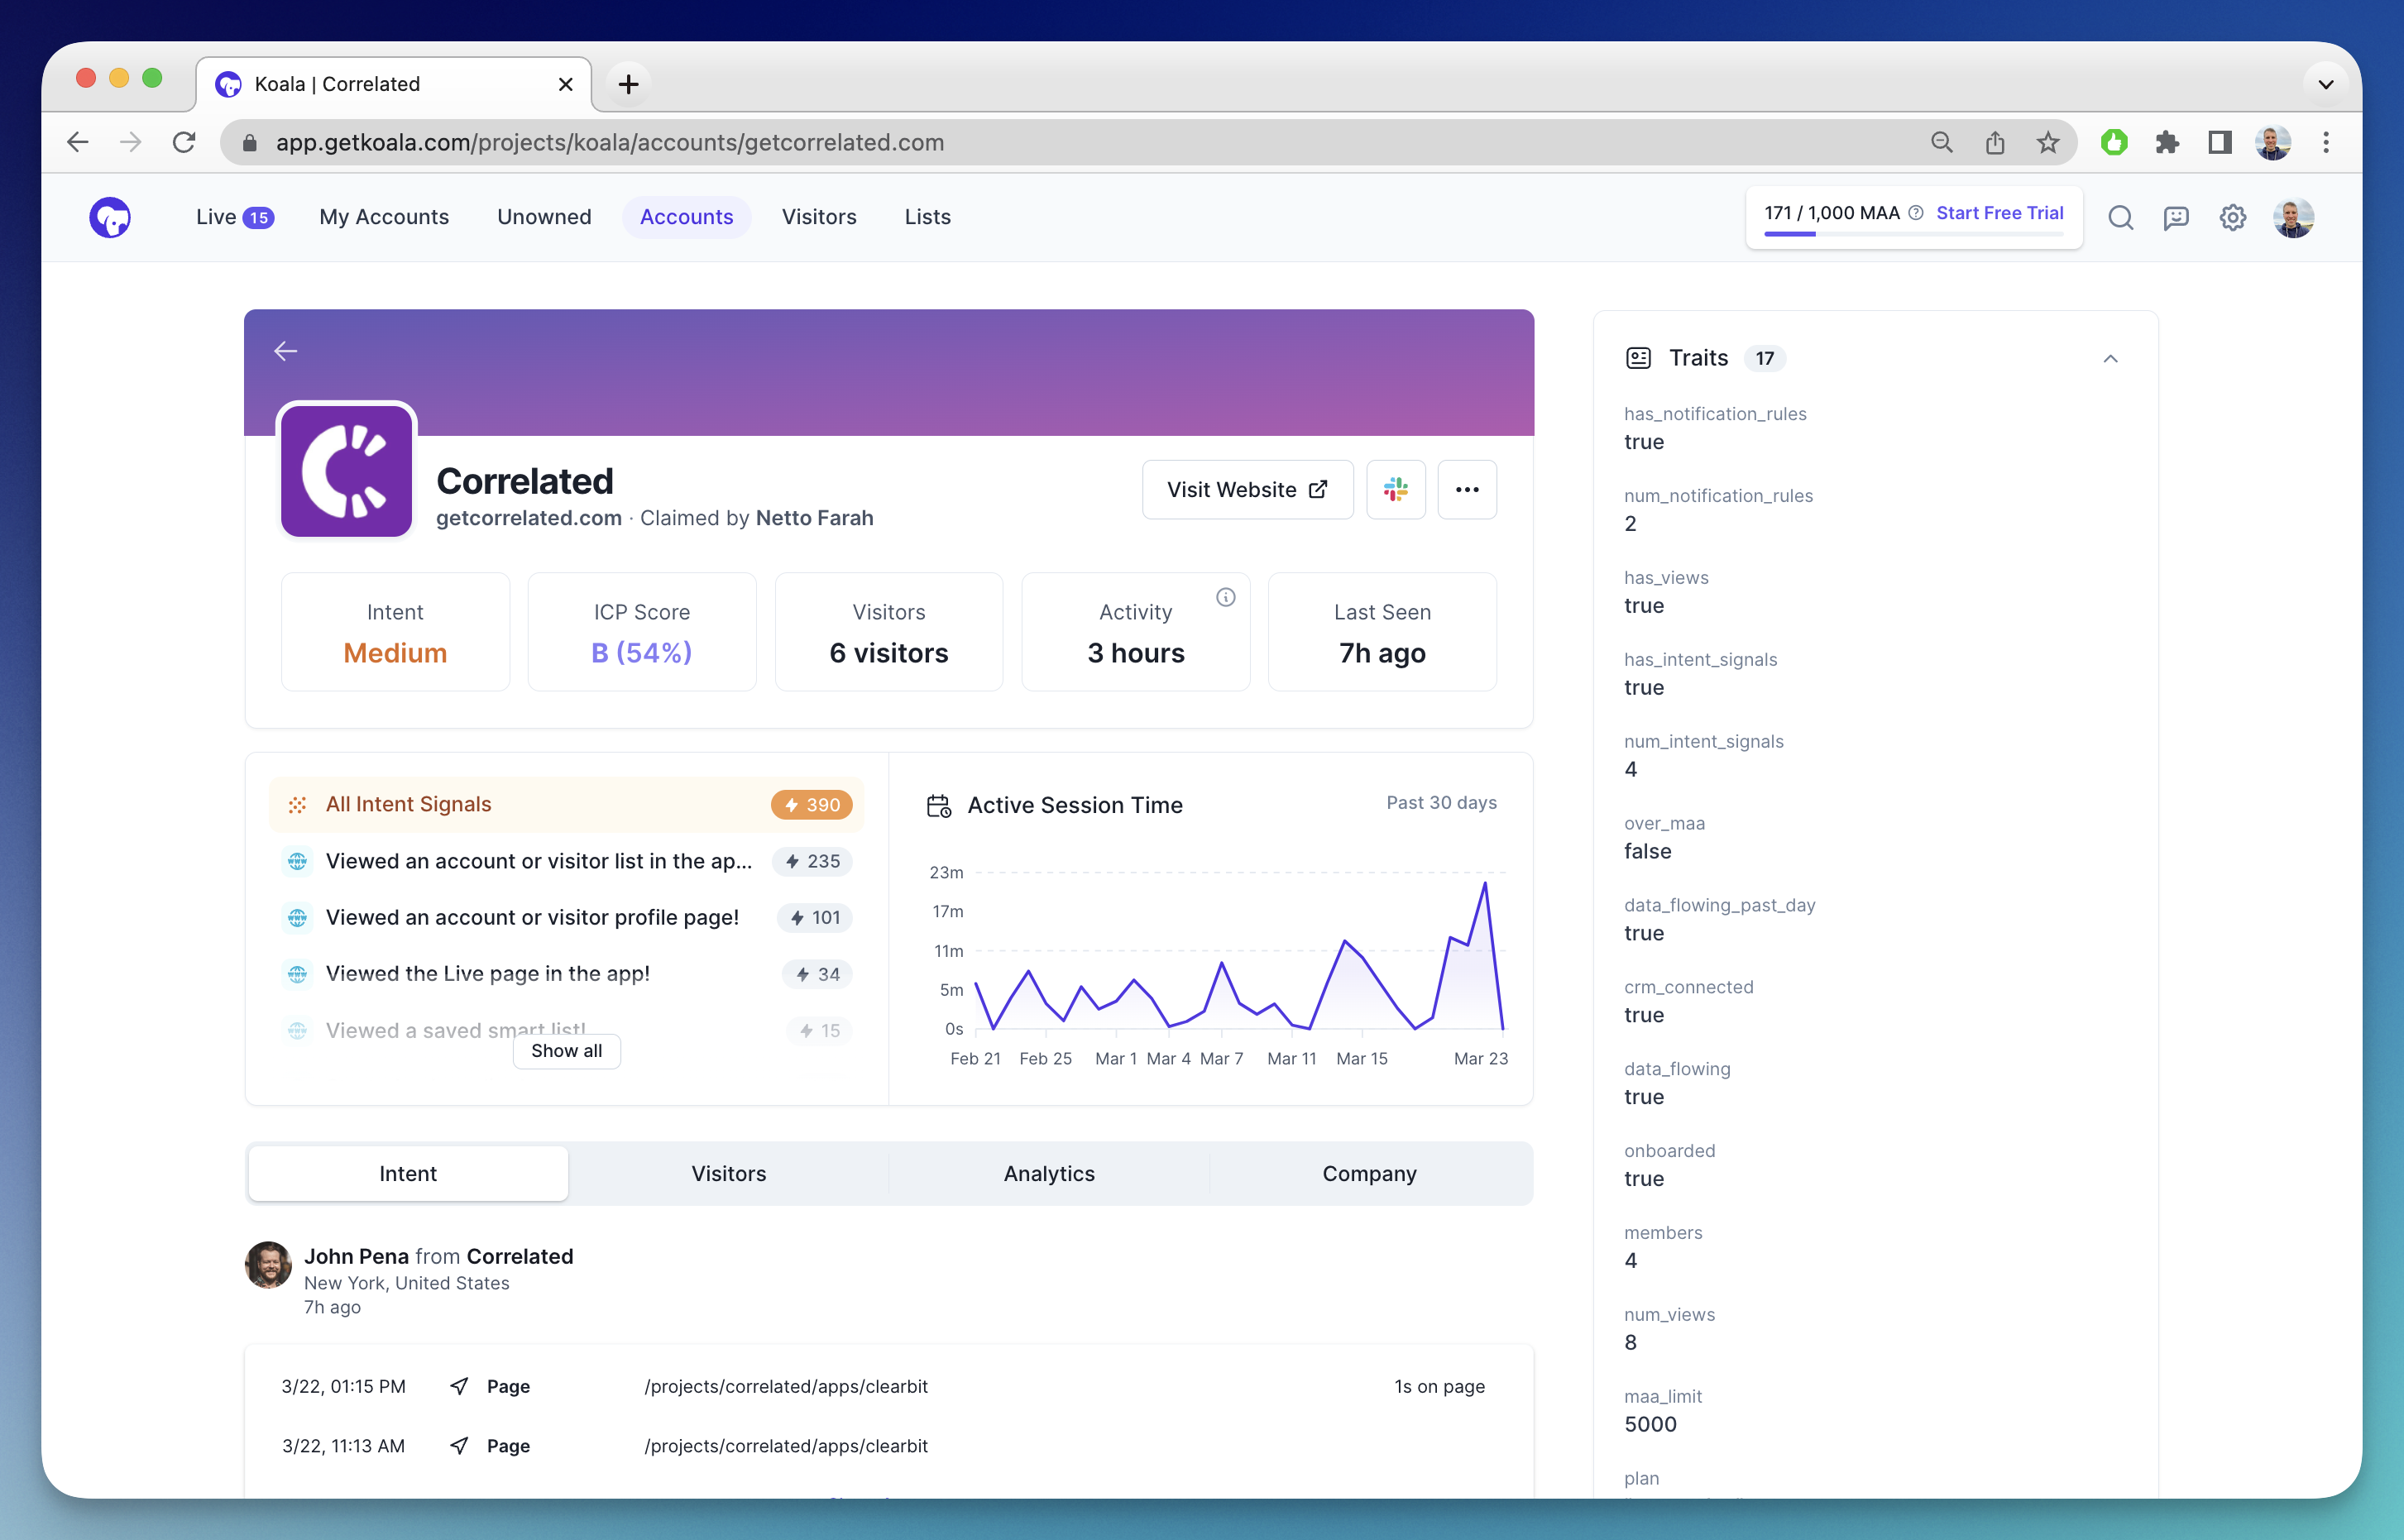 Koala | Correlated
app.getkoala.com/projects/koala/accounts/getcorrelated.com
Live 15 My Accounts Unowned Accounts Visitors Lists
171 / 1,000 MAA Start Free Trial
Correlated
getcorrelated.com · Claimed by Netto Farah
Visit Website
Intent
Medium
ICP Score
B (54%)
Visitors
6 visitors
Activity
3 hours
Last Seen
7h ago
All Intent Signals 390
Viewed an account or visitor list in the ap... 235
Viewed an account or visitor profile page! 101
Viewed the Live page in the app! 34
Viewed a saved smart list! 15
Show all
Active Session Time Past 30 days
23m
17m
11m
5m
0s
Feb 21 Feb 25 Mar 1 Mar 4 Mar 7 Mar 11 Mar 15 Mar 23
Intent Visitors Analytics Company
John Pena from Correlated
New York, United States
7h ago
3/22, 01:15 PM Page /projects/correlated/apps/clearbit 1s on page
3/22, 11:13 AM Page /projects/correlated/apps/clearbit
Traits 17
has_notification_rules
true
num_notification_rules
2
has_views
true
has_intent_signals
true
num_intent_signals
4
over_maa
false
data_flowing_past_day
true
crm_connected
true
data_flowing
true
onboarded
true
members
4
num_views
8
maa_limit
5000
plan